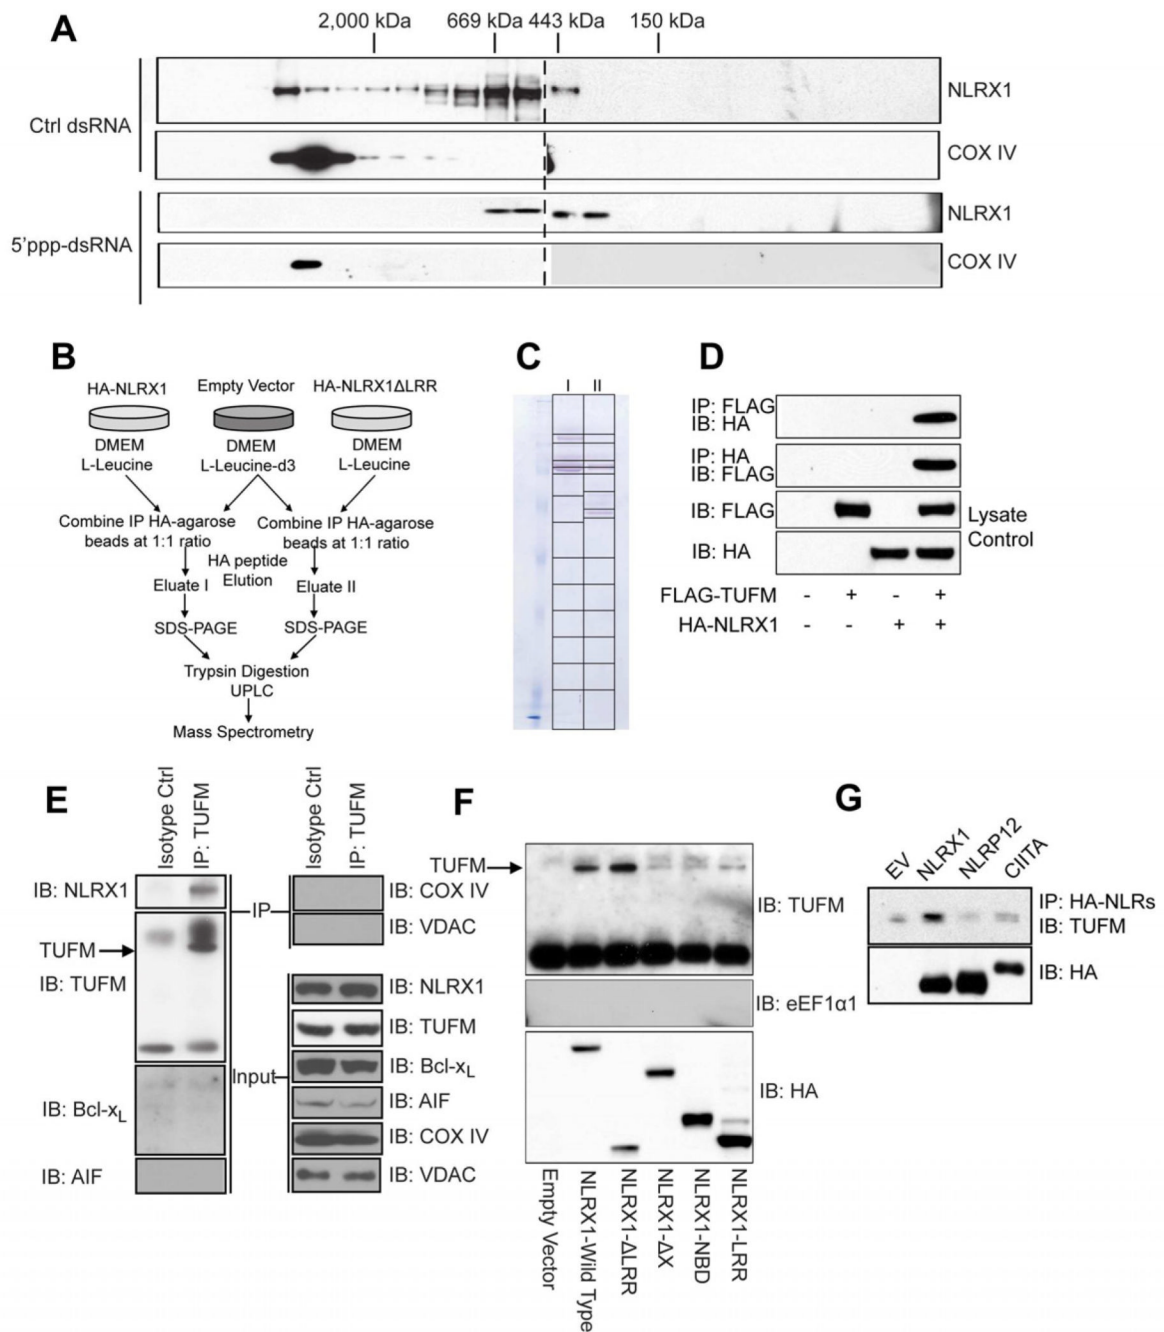 A
2,000 kDa 669 kDa 443 kDa 150 kDa
Ctrl dsRNA
NLRX1
COX IV
5'ppp-dsRNA
NLRX1
COX IV
B
HA-NLRX1 Empty Vector HA-NLRX1ΔLRR
DMEM DMEM DMEM
L-Leucine L-Leucine-d3 L-Leucine
Combine IP HA-agarose Combine IP HA-agarose
beads at 1:1 ratio beads at 1:1 ratio
HA peptide
Elution
Eluate I Eluate II
SDS-PAGE SDS-PAGE
Trypsin Digestion
UPLC
Mass Spectrometry
C
I II
D
IP: FLAG
IB: HA
IP: HA
IB: FLAG
IB: FLAG
IB: HA
Lysate
Control
FLAG-TUFM - + - +
HA-NLRX1 - - + +
E
Isotype Ctrl
IP: TUFM
IB: NLRX1
TUFM
IB: TUFM
IB: Bcl-xL
IB: AIF
IP
Input
Isotype Ctrl
IP: TUFM
IB: COX IV
IB: VDAC
IB: NLRX1
IB: TUFM
IB: Bcl-xL
IB: AIF
IB: COX IV
IB: VDAC
F
TUFM
IB: TUFM
IB: eEF1α1
IB: HA
Empty Vector
NLRX1-Wild Type
NLRX1-ΔLRR
NLRX1-ΔX
NLRX1-NBD
NLRX1-LRR
G
EV
NLRX1
NLRP12
CIITA
IP: HA-NLRs
IB: TUFM
IB: HA